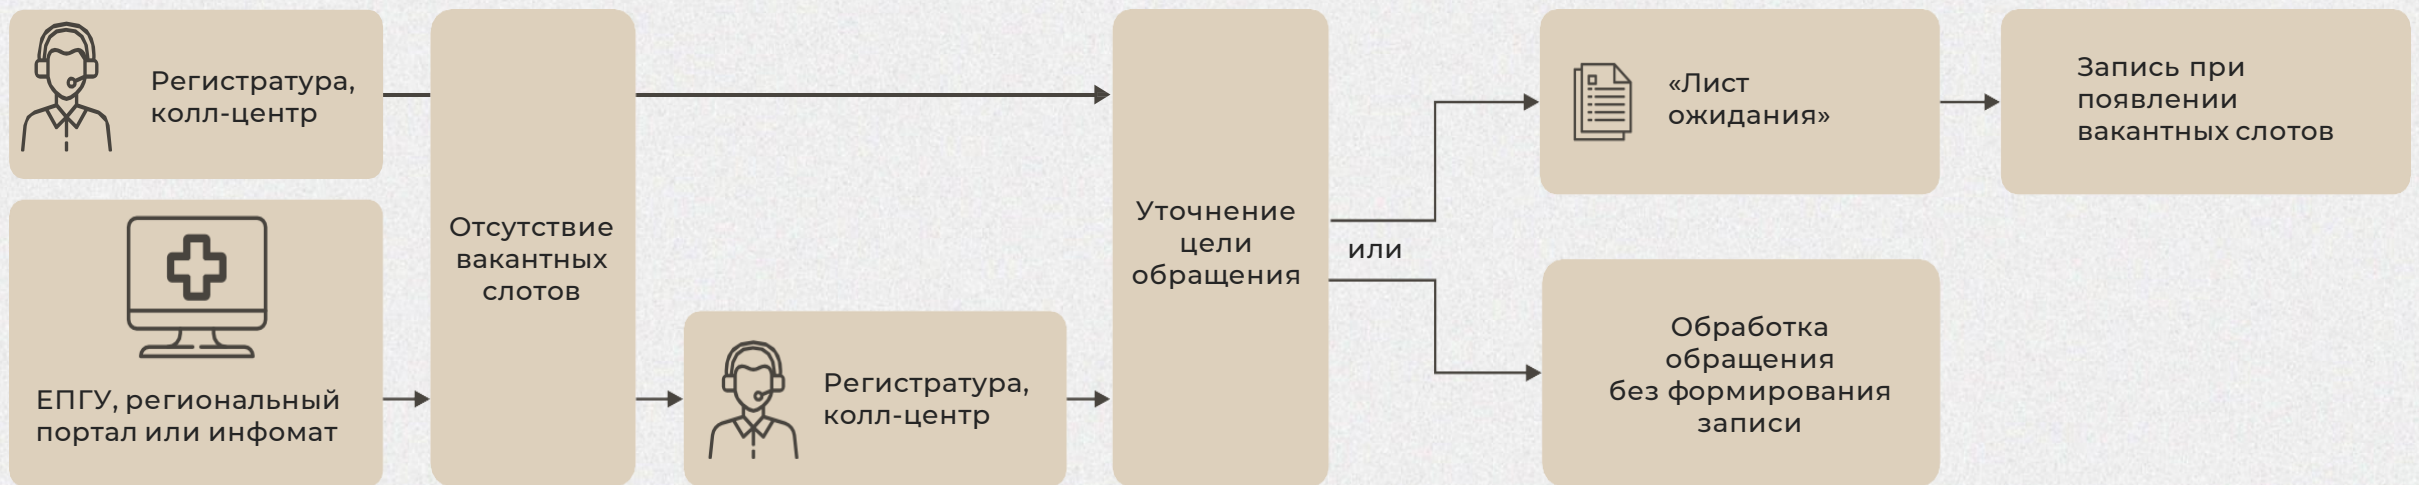 Регистратура,
колл-центр
ЕПГУ, региональный
портал или инфомат
Отсутствие
вакантных
слотов
Регистратура,
колл-центр
Уточнение
цели
обращения
или
«Лист
ожидания»
Запись при
появлении
вакантных слотов
Обработка
обращения
без формирования
записи